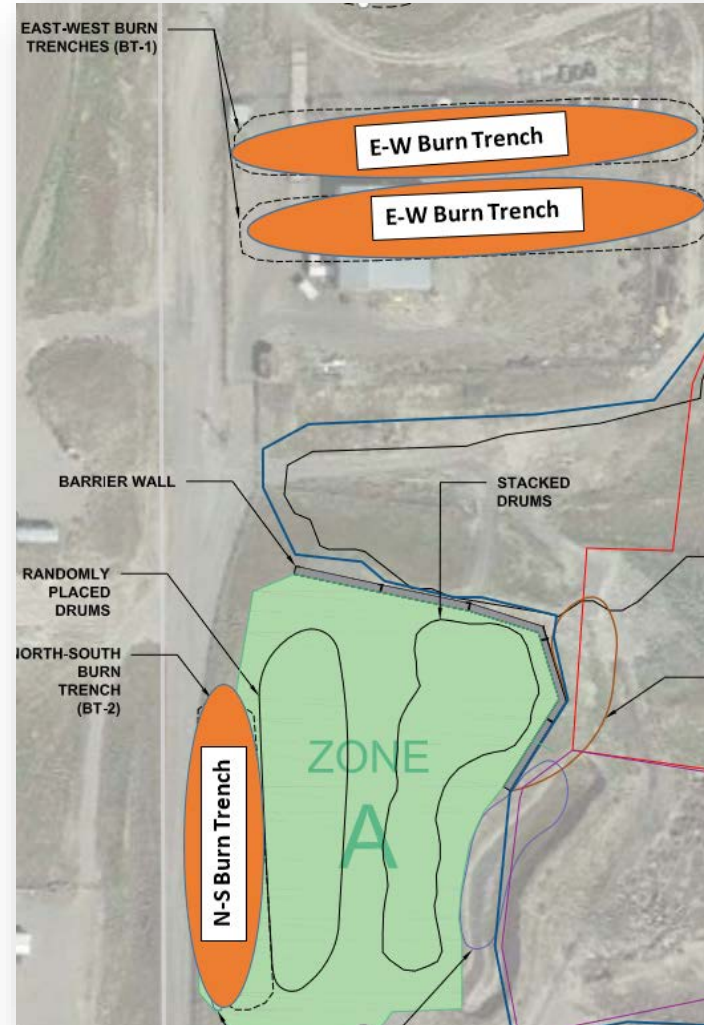 EAST-WEST BURN
TRENCHES (BT-1)
E-W Burn Trench
E-W Burn Trench
BARRIER WALL
STACKED
DRUMS
RANDOMLY
PLACED
DRUMS
NORTH-SOUTH
BURN
TRENCH
(BT-2)
N-S Burn Trench
ZONE
A